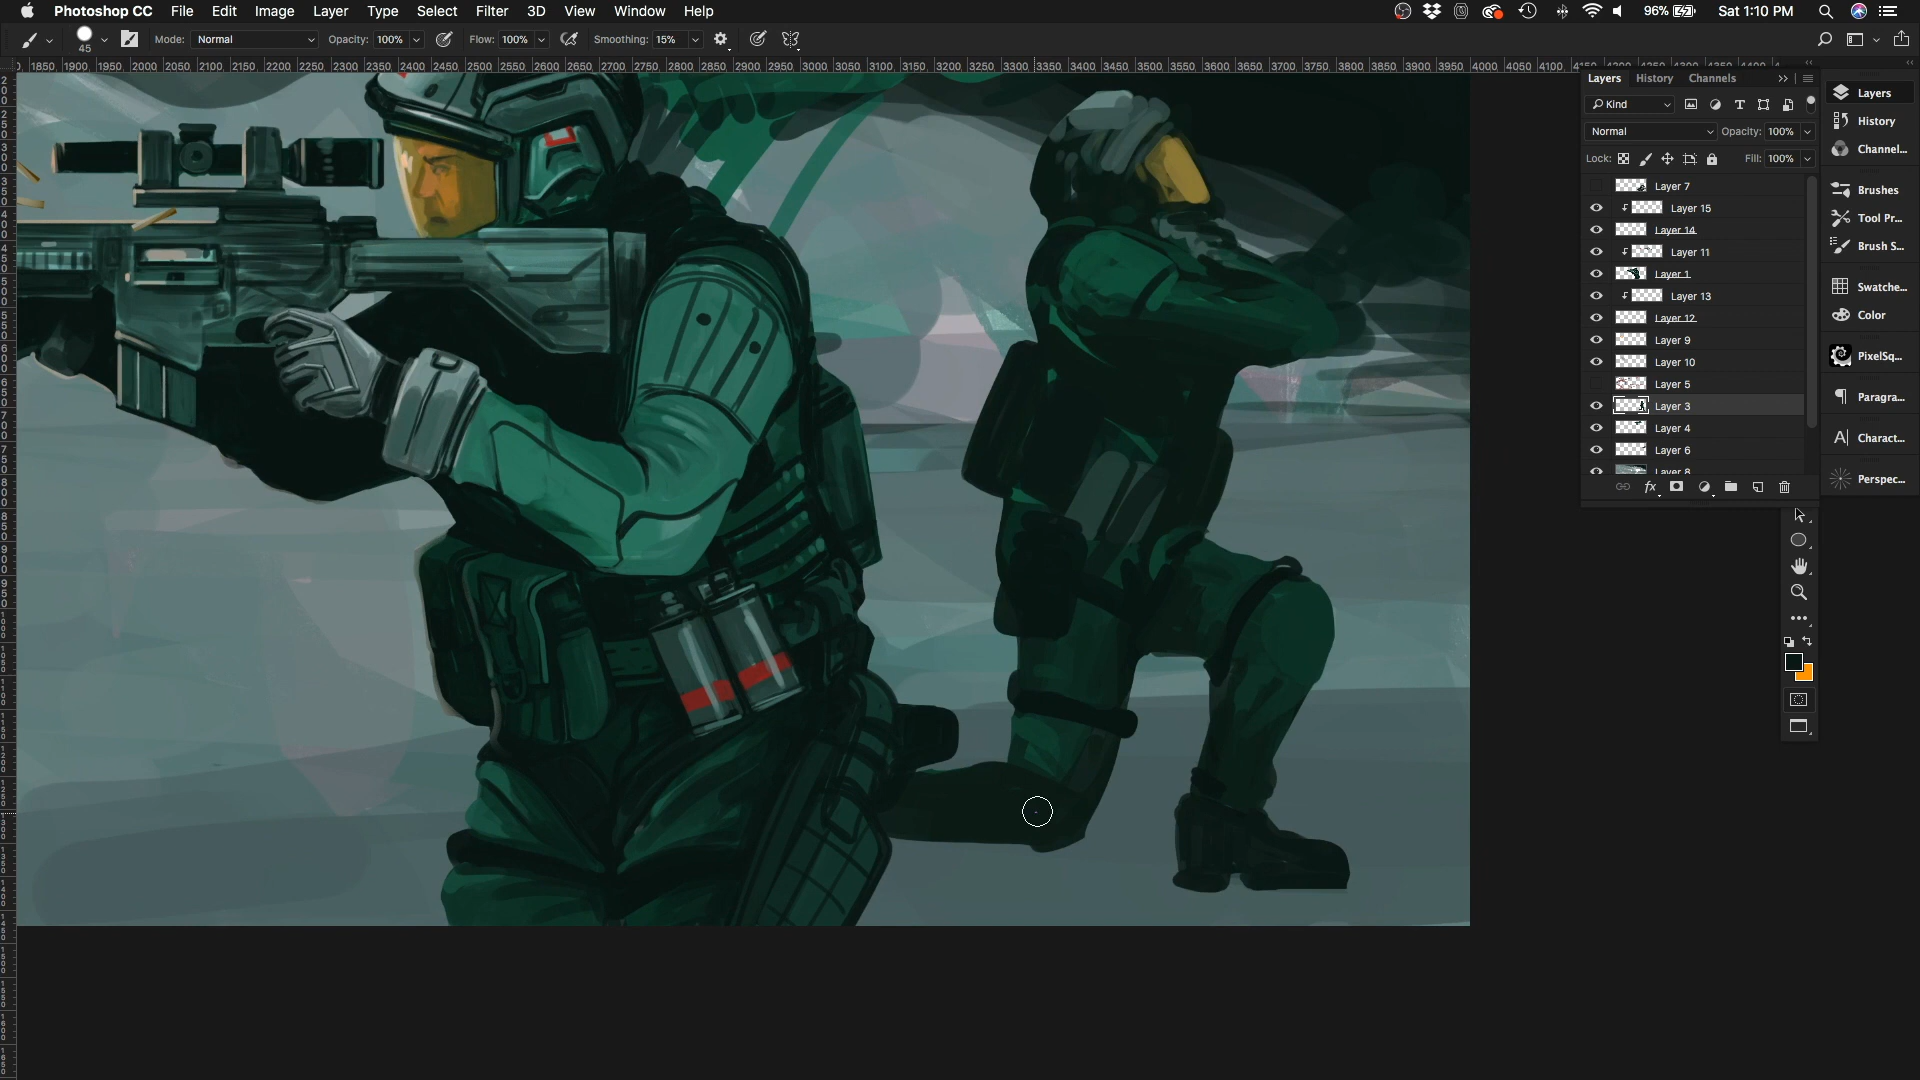 Photoshop CC File Edit Image Layer Type Select Filter 3D View Window Help 96% Sat 1:10 PM
45 Mode: Normal Opacity: 100% Flow: 100% Smoothing: 15%
1850 1900 1950 2000 2050 2100 2150 2200 2250 2300 2350 2400 2450 2500 2550 2600 2650 2700 2750 2800 2850 2900 2950 3000 3050 3100 3150 3200 3250 3300 3350 3400 3450 3500 3550 3600 3650 3700 3750 3800 3850 3900 3950 4000 4050 4100
Layers History Channels
Kind
Normal Opacity: 100%
Lock: Fill: 100%
Layer 7
Layer 15
Layer 14
Layer 11
Layer 1
Layer 13
Layer 12
Layer 9
Layer 10
Layer 5
Layer 3
Layer 4
Layer 6
Layer 8
fx
Layers
History
Channel...
Brushes
Tool Pr...
Brush S...
Swatche...
Color
PixelSq...
Paragra...
Charact...
Perspec...